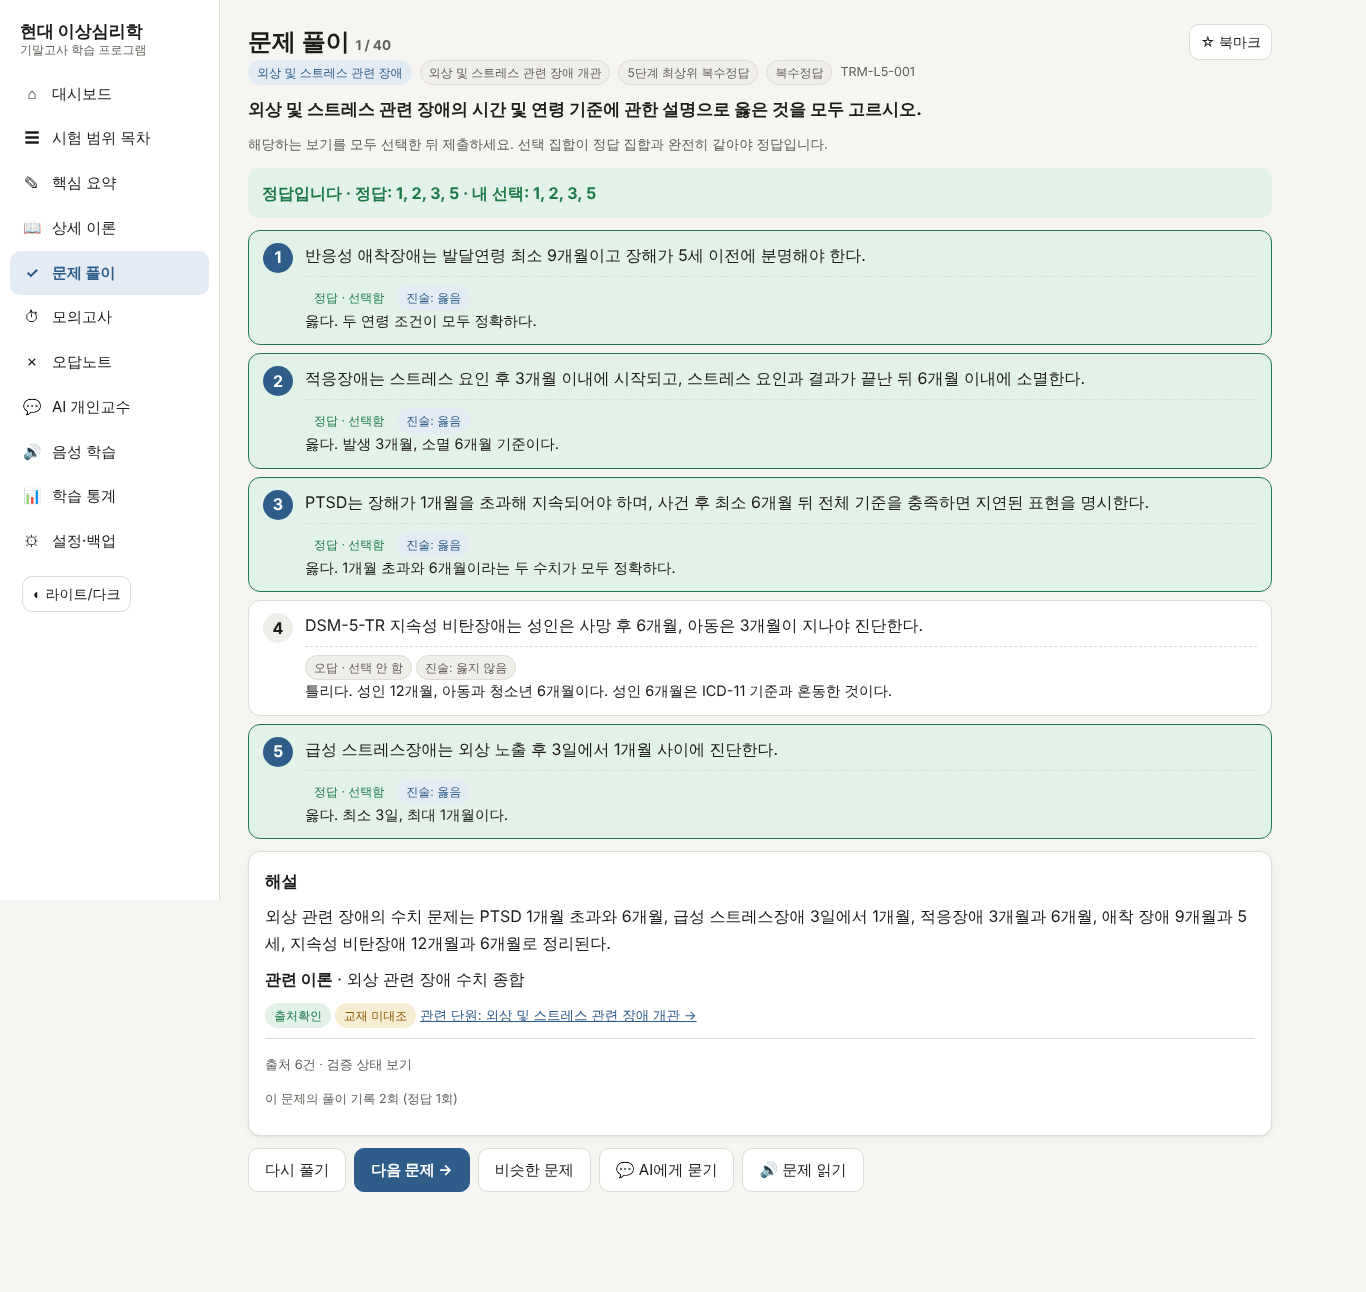 현대 이상심리학
기말고사 학습 프로그램
대시보드
시험 범위 목차
핵심 요약
상세 이론
문제 풀이
모의고사
오답노트
AI 개인교수
음성 학습
학습 통계
설정·백업
라이트/다크
문제 풀이 1 / 40
☆ 북마크
외상 및 스트레스 관련 장애 외상 및 스트레스 관련 장애 개관 5단계 최상위 복수정답 복수정답 TRM-L5-001
외상 및 스트레스 관련 장애의 시간 및 연령 기준에 관한 설명으로 옳은 것을 모두 고르시오.
해당하는 보기를 모두 선택한 뒤 제출하세요. 선택 집합이 정답 집합과 완전히 같아야 정답입니다.
정답입니다 · 정답: 1, 2, 3, 5 · 내 선택: 1, 2, 3, 5
1 반응성 애착장애는 발달연령 최소 9개월이고 장해가 5세 이전에 분명해야 한다.
정답 · 선택함 진술: 옳음
옳다. 두 연령 조건이 모두 정확하다.
2 적응장애는 스트레스 요인 후 3개월 이내에 시작되고, 스트레스 요인과 결과가 끝난 뒤 6개월 이내에 소멸한다.
정답 · 선택함 진술: 옳음
옳다. 발생 3개월, 소멸 6개월 기준이다.
3 PTSD는 장해가 1개월을 초과해 지속되어야 하며, 사건 후 최소 6개월 뒤 전체 기준을 충족하면 지연된 표현을 명시한다.
정답 · 선택함 진술: 옳음
옳다. 1개월 초과와 6개월이라는 두 수치가 모두 정확하다.
4 DSM-5-TR 지속성 비탄장애는 성인은 사망 후 6개월, 아동은 3개월이 지나야 진단한다.
오답 · 선택 안 함 진술: 옳지 않음
틀리다. 성인 12개월, 아동과 청소년 6개월이다. 성인 6개월은 ICD-11 기준과 혼동한 것이다.
5 급성 스트레스장애는 외상 노출 후 3일에서 1개월 사이에 진단한다.
정답 · 선택함 진술: 옳음
옳다. 최소 3일, 최대 1개월이다.
해설
외상 관련 장애의 수치 문제는 PTSD 1개월 초과와 6개월, 급성 스트레스장애 3일에서 1개월, 적응장애 3개월과 6개월, 애착 장애 9개월과 5
세, 지속성 비탄장애 12개월과 6개월로 정리된다.
관련 이론 · 외상 관련 장애 수치 종합
출처확인 교재 미대조 관련 단원: 외상 및 스트레스 관련 장애 개관 →
출처 6건 · 검증 상태 보기
이 문제의 풀이 기록 2회 (정답 1회)
다시 풀기 다음 문제 → 비슷한 문제 AI에게 묻기 문제 읽기